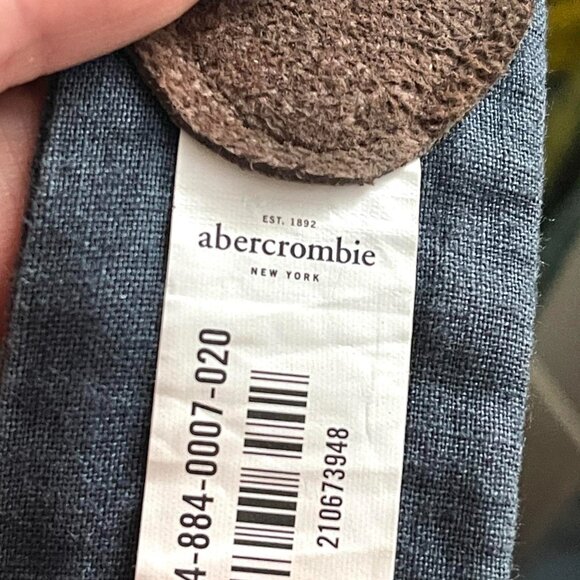 EST. 1892
abercrombie
NEW YORK
4-884-0007-020
210673948